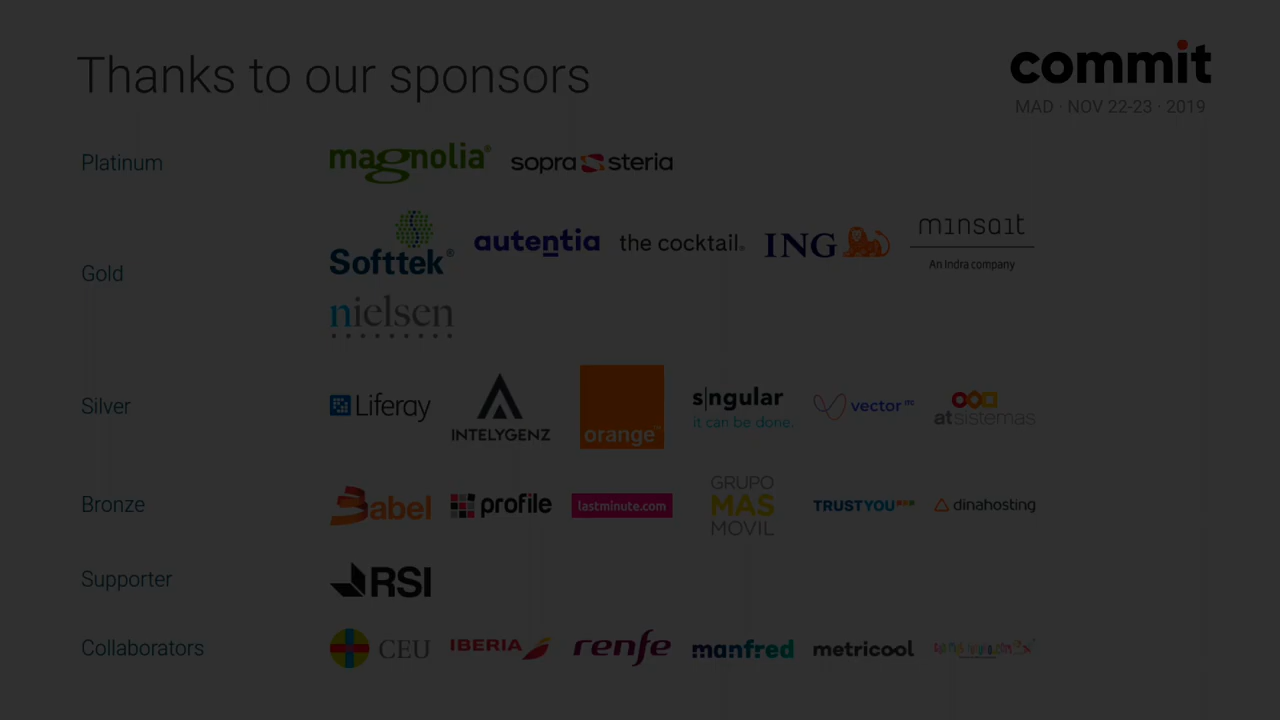 Thanks to our sponsors
commit
MAD · NOV 22-23 · 2019
Platinum
magnolia®
sopra steria
Gold
Softtek®
autentia
the cocktail
ING
minsait
An Indra company
nielsen
Silver
Liferay
INTELYGENZ
orange™
s|ngular
it can be done.
vector ITC
atsistemas
Bronze
Babel
profile
lastminute.com
GRUPO
MAS
MOVIL
TRUSTYOU
dinahosting
Supporter
RSI
Collaborators
CEU
IBERIA
renfe
manfred
metricool